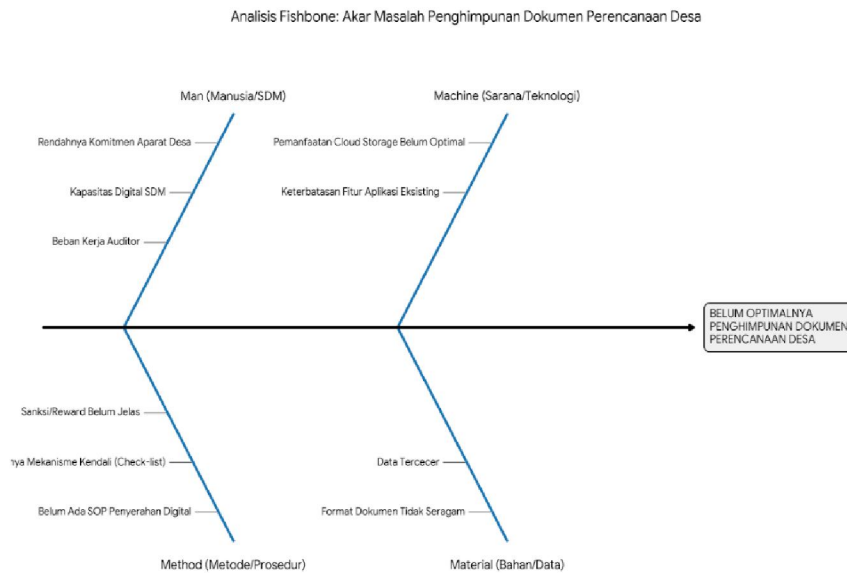 Analisis Fishbone: Akar Masalah Penghimpunan Dokumen Perencanaan Desa
Man (Manusia/SDM)
Machine (Sarana/Teknologi)
Rendahnya Komitmen Aparat Desa
Pemanfaatan Cloud Storage Belum Optimal
Kapasitas Digital SDM
Keterbatasan Fitur Aplikasi Eksisting
Beban Kerja Auditor
BELUM OPTIMALNYA
PENGHIMPUNAN DOKUMEN
PERENCANAAN DESA
Sanksi/Reward Belum Jelas
Mekanisme Kendali (Check-list)
Data Tercecer
Belum Ada SOP Penyerahan Digital
Format Dokumen Tidak Seragam
Method (Metode/Prosedur)
Material (Bahan/Data)